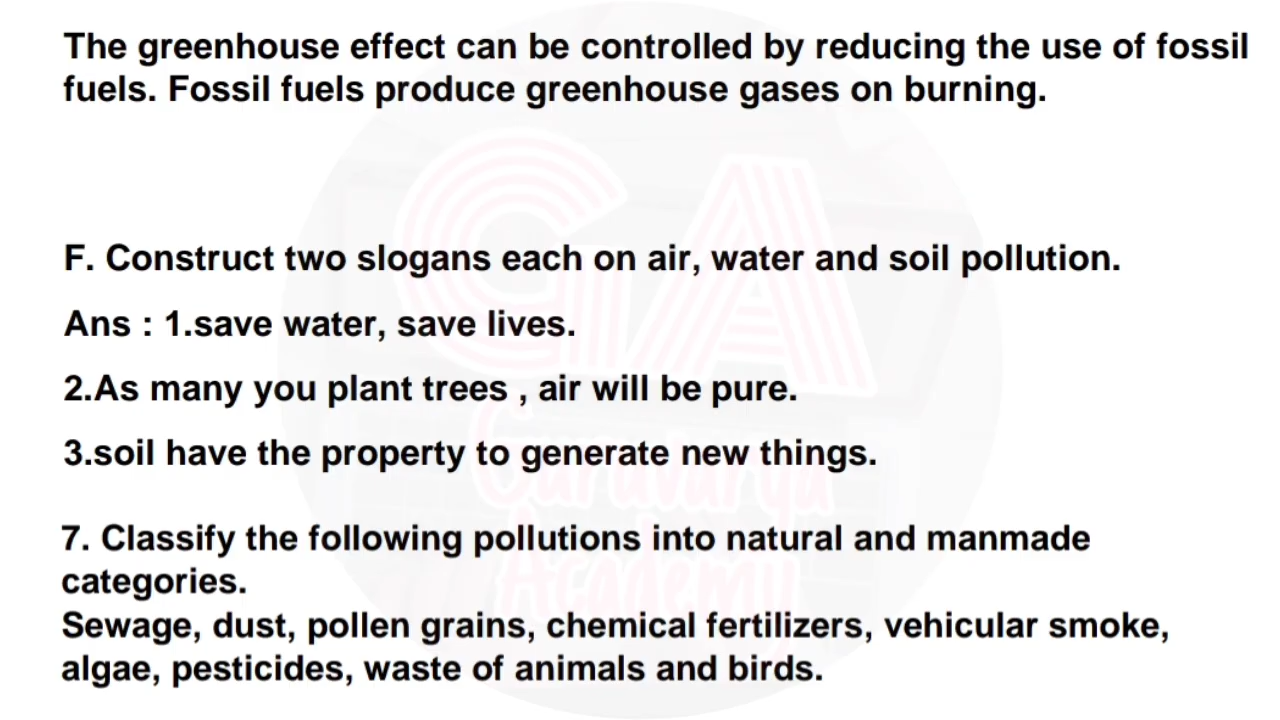 The greenhouse effect can be controlled by reducing the use of fossil
fuels. Fossil fuels produce greenhouse gases on burning.
F. Construct two slogans each on air, water and soil pollution.
Ans : 1.save water, save lives.
2.As many you plant trees , air will be pure.
3.soil have the property to generate new things.
7. Classify the following pollutions into natural and manmade
categories.
Sewage, dust, pollen grains, chemical fertilizers, vehicular smoke,
algae, pesticides, waste of animals and birds.
GA
Guruvarya
Academy